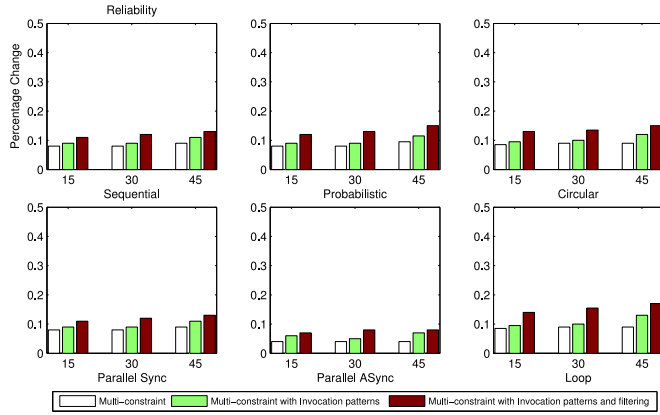 Reliability
Percentage Change
0.5
0.4
0.3
0.2
0.1
0
15 30 45
Sequential
0.5
0.4
0.3
0.2
0.1
0
15 30 45
Probabilistic
0.5
0.4
0.3
0.2
0.1
0
15 30 45
Circular
0.5
0.4
0.3
0.2
0.1
0
15 30 45
Parallel Sync
0.5
0.4
0.3
0.2
0.1
0
15 30 45
Parallel ASync
0.5
0.4
0.3
0.2
0.1
0
15 30 45
Loop
Multi-constraint
Multi-constraint with Invocation patterns
Multi-constraint with Invocation patterns and filtering